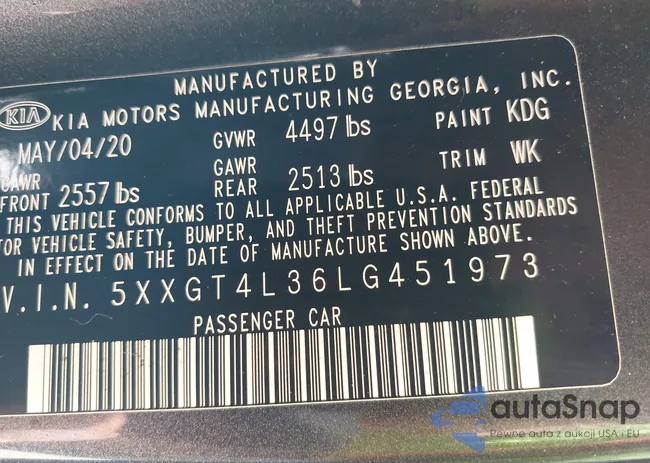 MANUFACTURED BY
KIA KIA MOTORS MANUFACTURING GEORGIA, INC.
MAY/04/20 GVWR 4497 lbs PAINT KDG
GAWR FRONT 2557 lbs GAWR REAR 2513 lbs TRIM WK
THIS VEHICLE CONFORMS TO ALL APPLICABLE U.S.A. FEDERAL
OR VEHICLE SAFETY, BUMPER, AND THEFT PREVENTION STANDARDS
IN EFFECT ON THE DATE OF MANUFACTURE SHOWN ABOVE.
V.I.N. 5XXGT4L36LG451973
PASSENGER CAR
autaSnap
Pewne auta z aukcji USA i EU